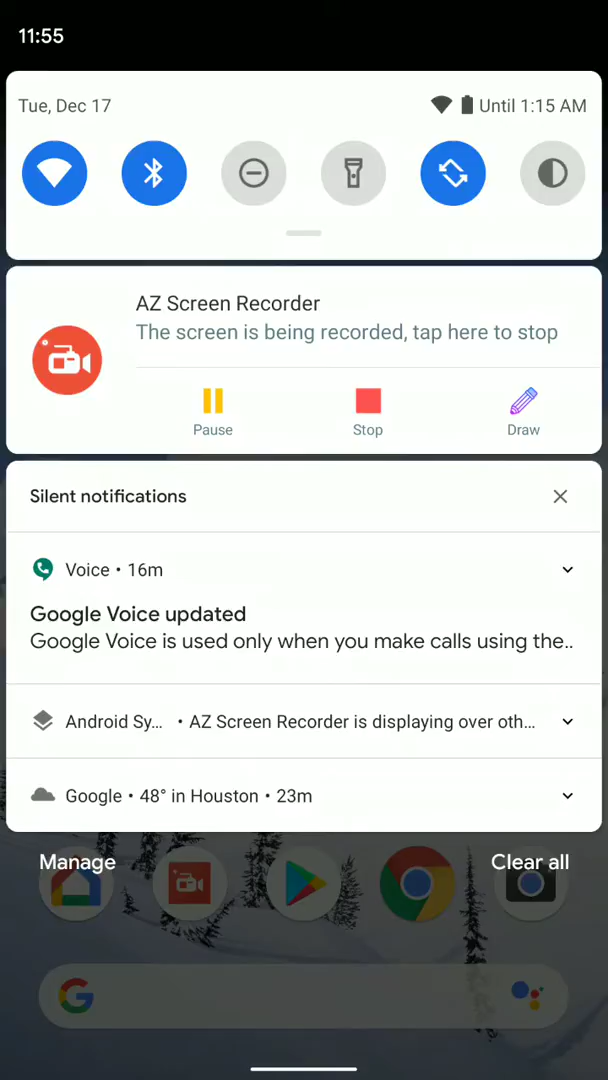 11:55
Tue, Dec 17
Until 1:15 AM
AZ Screen Recorder
The screen is being recorded, tap here to stop
Pause
Stop
Draw
Silent notifications
Voice • 16m
Google Voice updated
Google Voice is used only when you make calls using the..
Android Sy... • AZ Screen Recorder is displaying over oth...
Google • 48° in Houston • 23m
Manage
Clear all